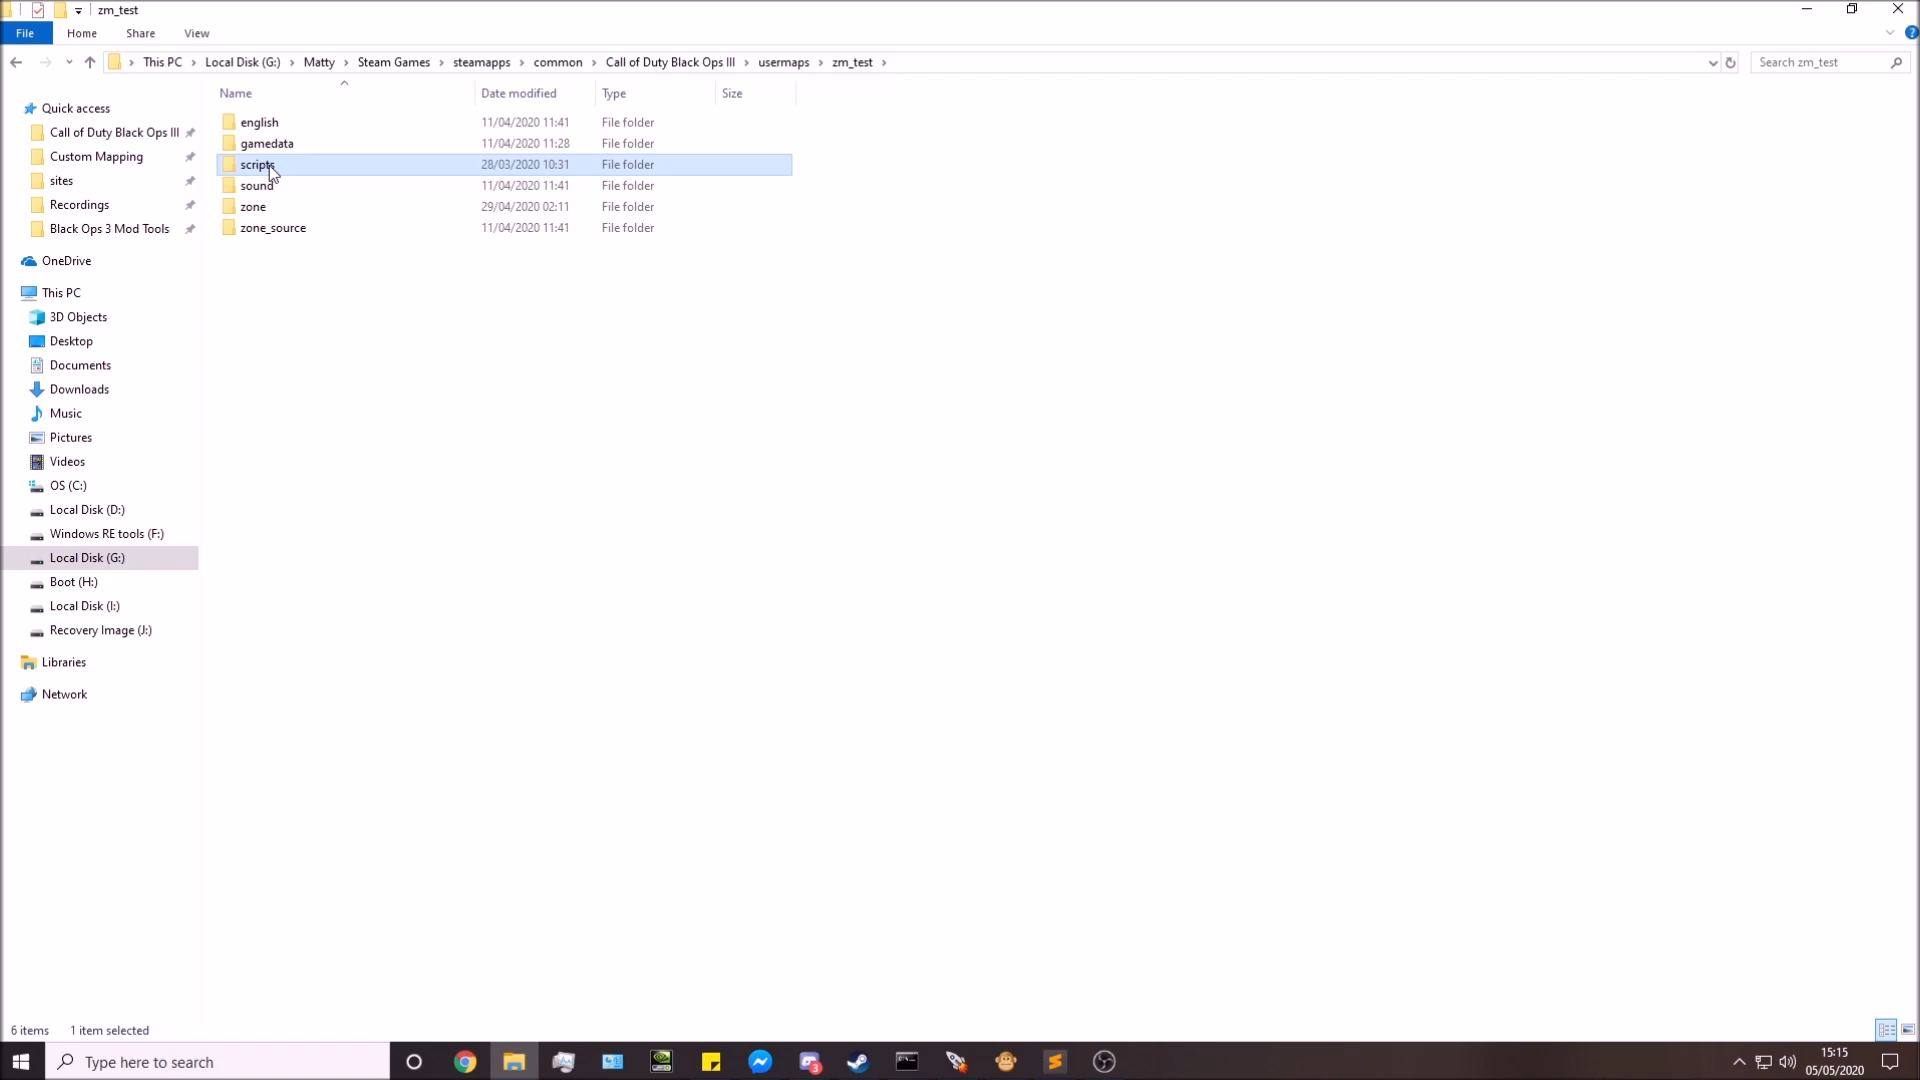 zm_test
File Home Share View
This PC Local Disk (G:) Matty Steam Games steamapps common Call of Duty Black Ops III usermaps zm_test
Search zm_test
Name Date modified Type Size
Quick access
Call of Duty Black Ops III
Custom Mapping
sites
Recordings
Black Ops 3 Mod Tools
OneDrive
This PC
3D Objects
Desktop
Documents
Downloads
Music
Pictures
Videos
OS (C:)
Local Disk (D:)
Windows RE tools (F:)
Local Disk (G:)
Boot (H:)
Local Disk (I:)
Recovery Image (J:)
Libraries
Network
english 11/04/2020 11:41 File folder
gamedata 11/04/2020 11:28 File folder
scripts 28/03/2020 10:31 File folder
sound 11/04/2020 11:41 File folder
zone 29/04/2020 02:11 File folder
zone_source 11/04/2020 11:41 File folder
6 items 1 item selected
Type here to search
3
15:15
05/05/2020